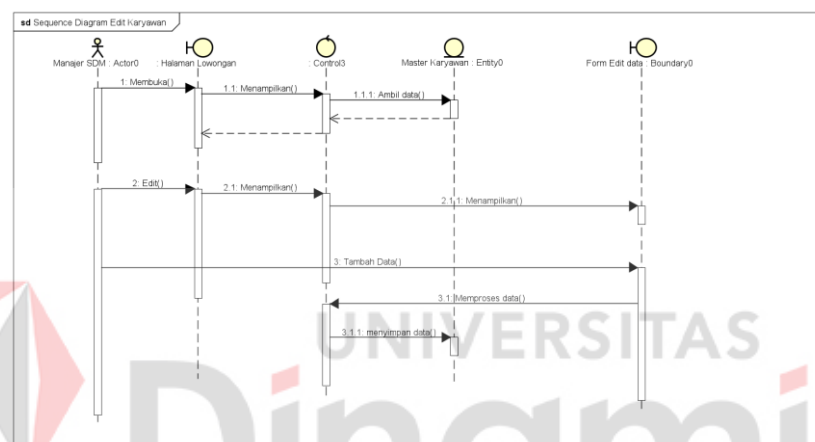 sd Sequence Diagram Edit Karyawan
Manajer SDM : Actor0
: Halaman Lowongan
: Control3
Master Karyawan : Entity0
Form Edit data : Boundary0
1: Membuka()
1.1: Menampilkan()
1.1.1: Ambil data()
2: Edit()
2.1: Menampilkan()
2.1.1: Menampilkan()
3: Tambah Data()
3.1: Memproses data()
3.1.1: menyimpan data()
UNIVERSITAS
Dinami